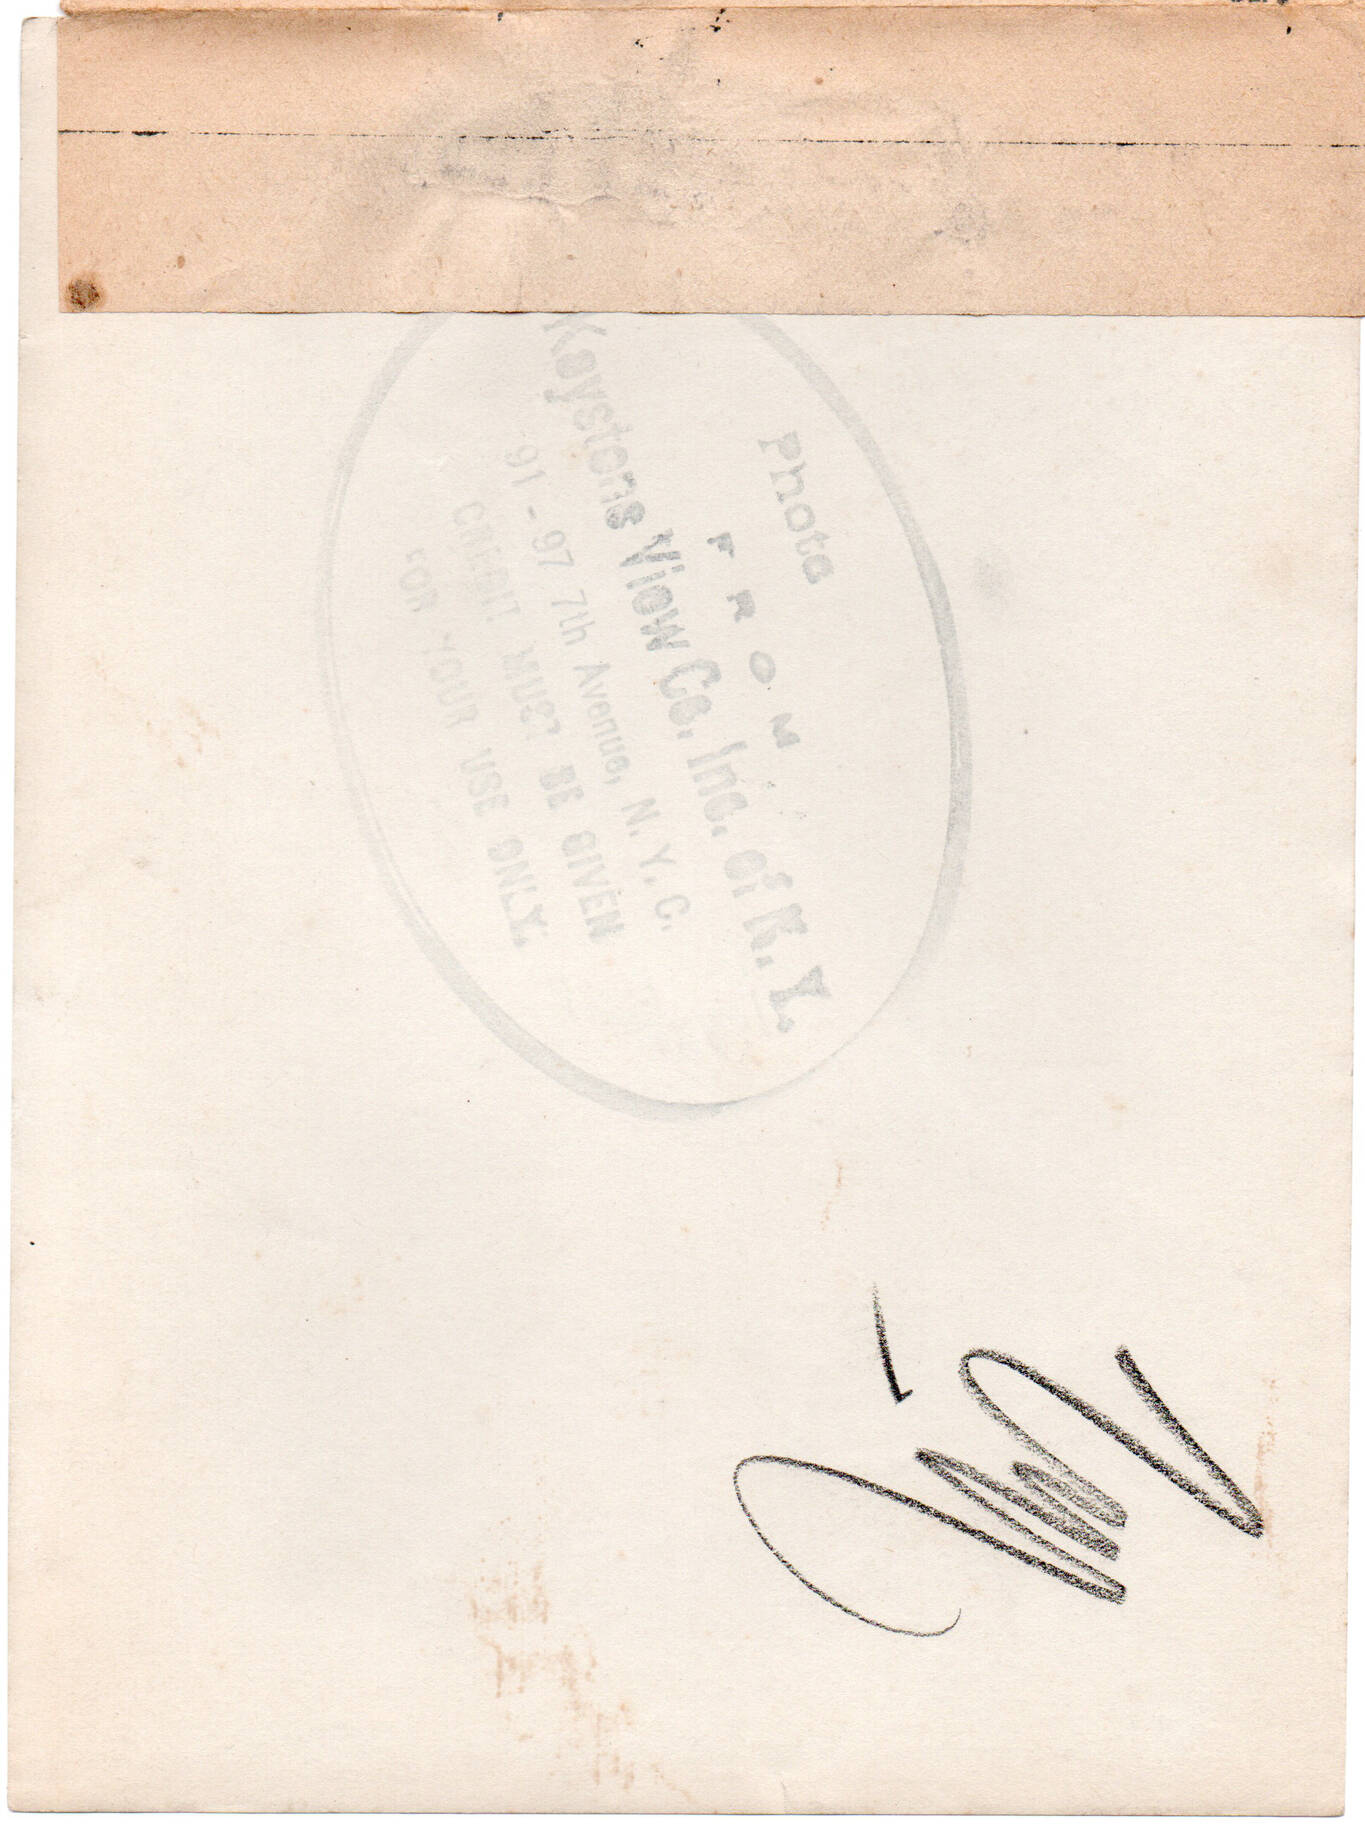 Photo
FROM
Keystone View Co. Inc. of N. Y.
91 - 97 7th Avenue, N. Y. C.
CREDIT MUST BE GIVEN
FOR YOUR USE ONLY.